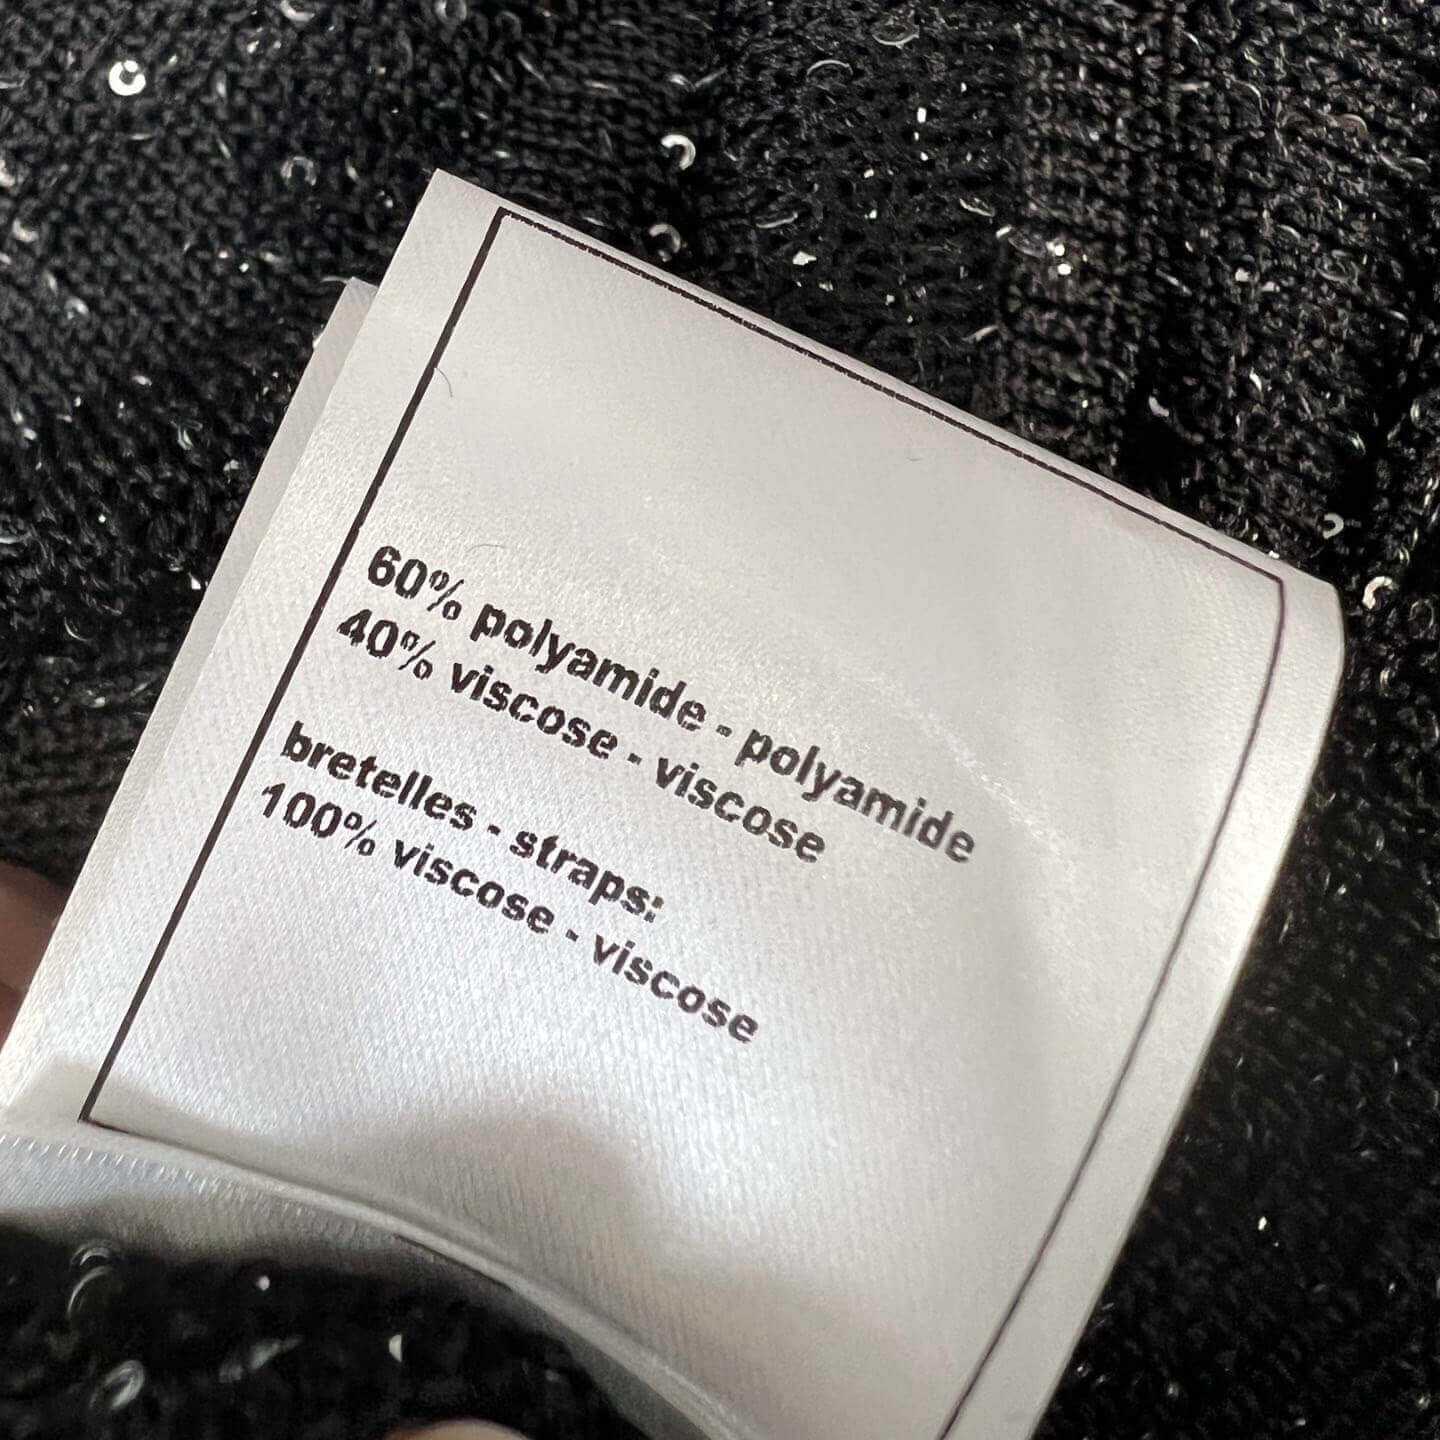 60% polyamide - polyamide
40% viscose - viscose
bretelles - straps:
100% viscose - viscose